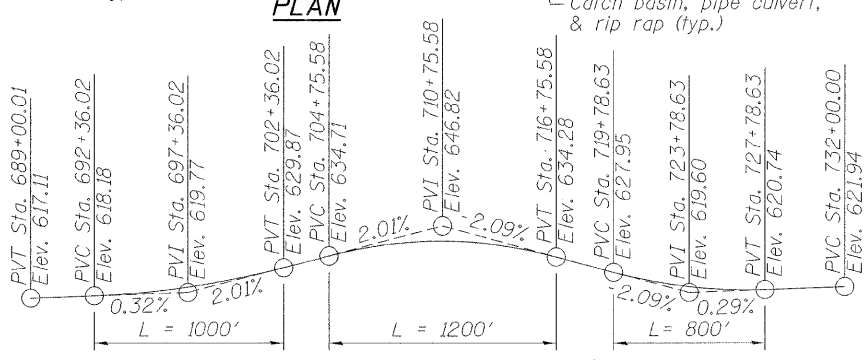 PLAN
Catch basin, pipe culvert,
& rip rap (typ.)
PVT Sta. 689+00.01
Elev. 617.11
PVC Sta. 692+36.02
Elev. 618.18
PVI Sta. 697+36.02
Elev. 619.77
PVT Sta. 702+36.02
Elev. 629.87
PVC Sta. 704+75.58
Elev. 634.71
PVI Sta. 710+75.58
Elev. 646.82
PVT Sta. 716+75.58
Elev. 634.28
PVC Sta. 719+78.63
Elev. 627.95
PVI Sta. 723+78.63
Elev. 619.60
PVT Sta. 727+78.63
Elev. 620.74
PVC Sta. 732+00.00
Elev. 621.94
0.32%
2.01%
2.01%
-2.09%
-2.09%
0.29%
L = 1000'
L = 1200'
L = 800'